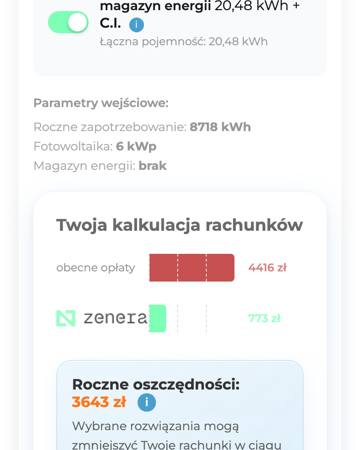 magazyn energii 20,48 kWh +
C.I. i
Łączna pojemność: 20,48 kWh
Parametry wejściowe:
Roczne zapotrzebowanie: 8718 kWh
Fotowoltaika: 6 kWp
Magazyn energii: brak
Twoja kalkulacja rachunków
obecne opłaty 4416 zł
zenera 773 zł
Roczne oszczędności:
3643 zł i
Wybrane rozwiązania mogą
zmniejszyć Twoje rachunki w ciągu